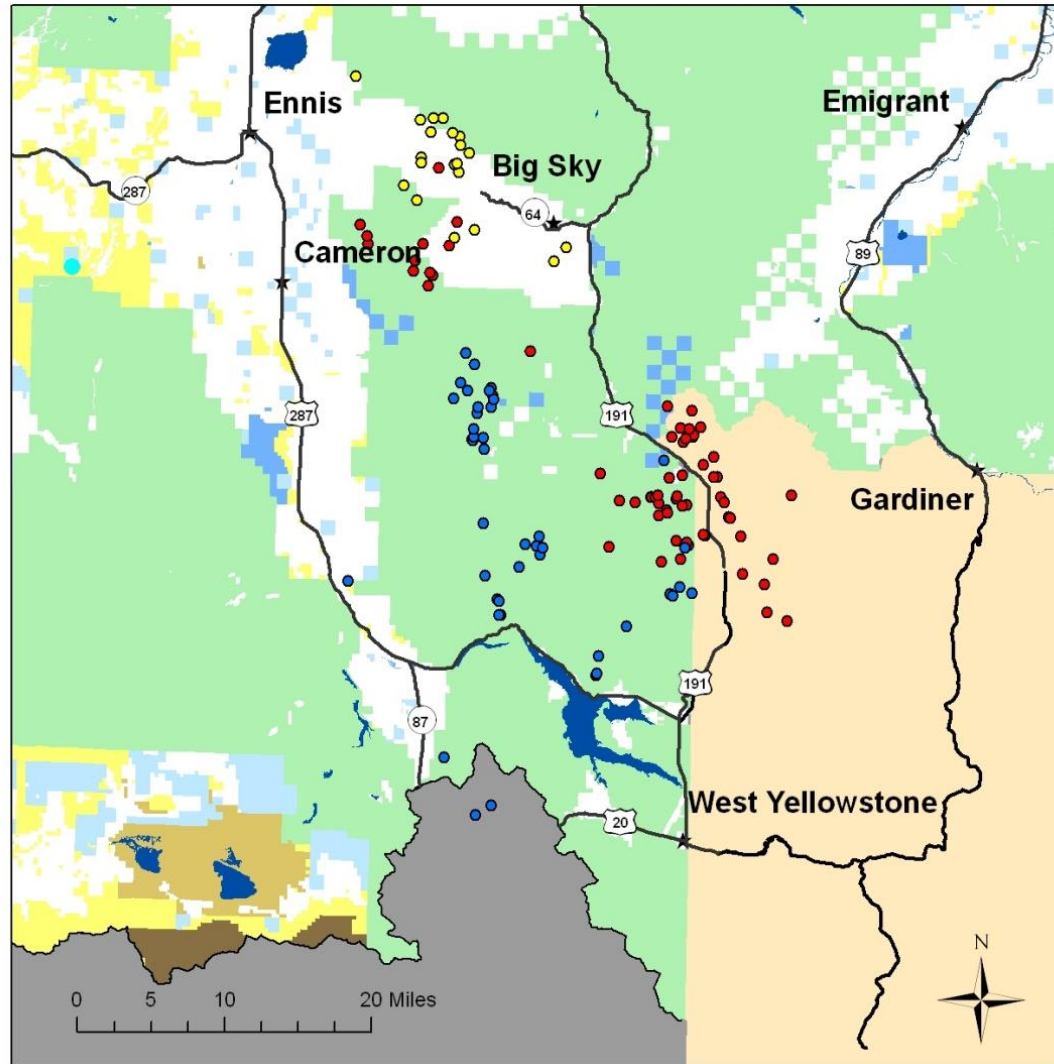 Ennis
Emigrant
Big Sky
287
64
Cameron
89
287
191
Gardiner
191
87
West Yellowstone
20
N
0 5 10 20 Miles